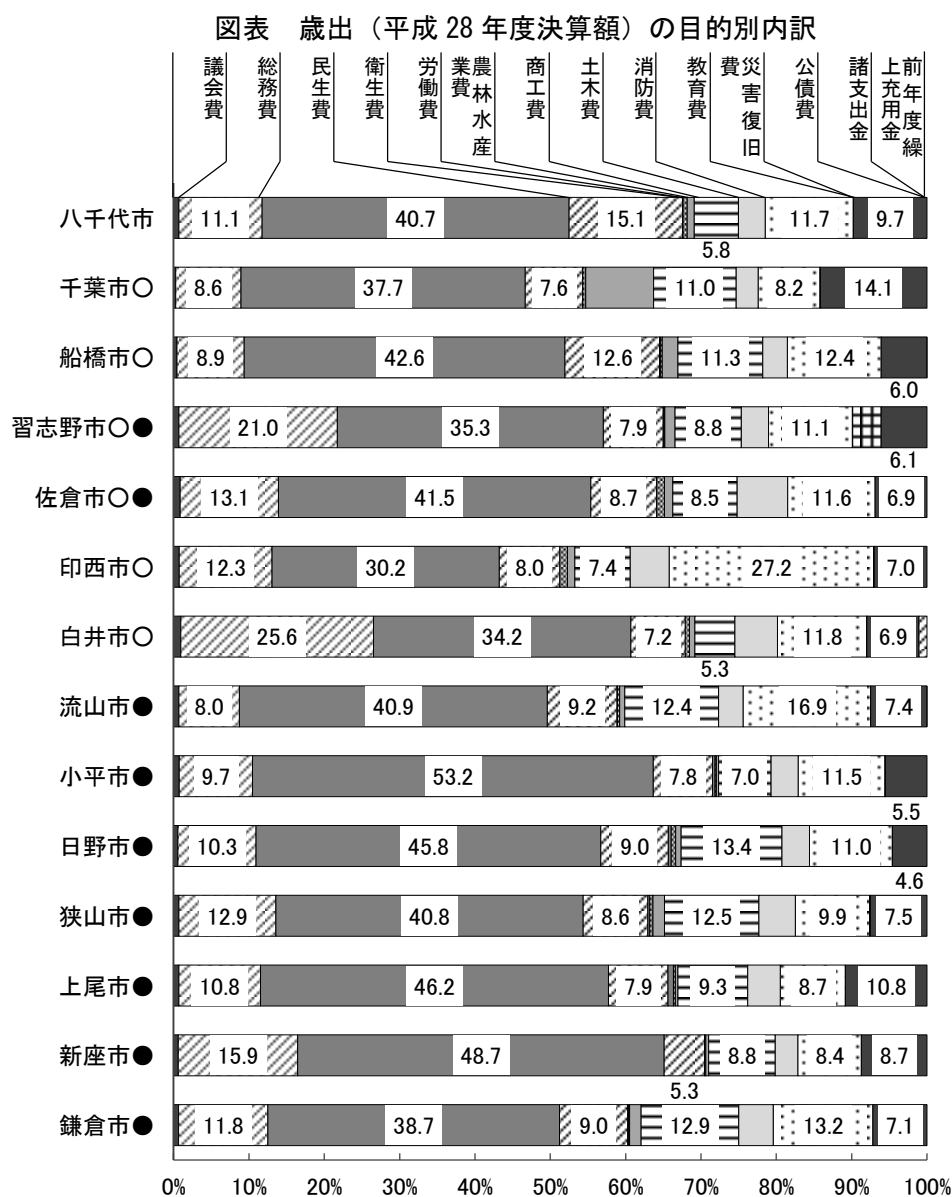 図表　歳出（平成 28 年度決算額）の目的別内訳
議会費
総務費
民生費
衛生費
労働費
農林水産
業費
商工費
土木費
消防費
教育費
災害復旧
費
公債費
諸支出金
前年度繰
上充用金
八千代市 11.1 40.7 15.1 11.7 9.7
5.8
千葉市○ 8.6 37.7 7.6 11.0 8.2 14.1
船橋市○ 8.9 42.6 12.6 11.3 12.4
6.0
習志野市○● 21.0 35.3 7.9 8.8 11.1
6.1
佐倉市○● 13.1 41.5 8.7 8.5 11.6 6.9
印西市○ 12.3 30.2 8.0 7.4 27.2 7.0
白井市○ 25.6 34.2 7.2 11.8 6.9
5.3
流山市● 8.0 40.9 9.2 12.4 16.9 7.4
小平市● 9.7 53.2 7.8 7.0 11.5
5.5
日野市● 10.3 45.8 9.0 13.4 11.0
4.6
狭山市● 12.9 40.8 8.6 12.5 9.9 7.5
上尾市● 10.8 46.2 7.9 9.3 8.7 10.8
新座市● 15.9 48.7 8.8 8.4 8.7
5.3
鎌倉市● 11.8 38.7 9.0 12.9 13.2 7.1
0% 10% 20% 30% 40% 50% 60% 70% 80% 90% 100%